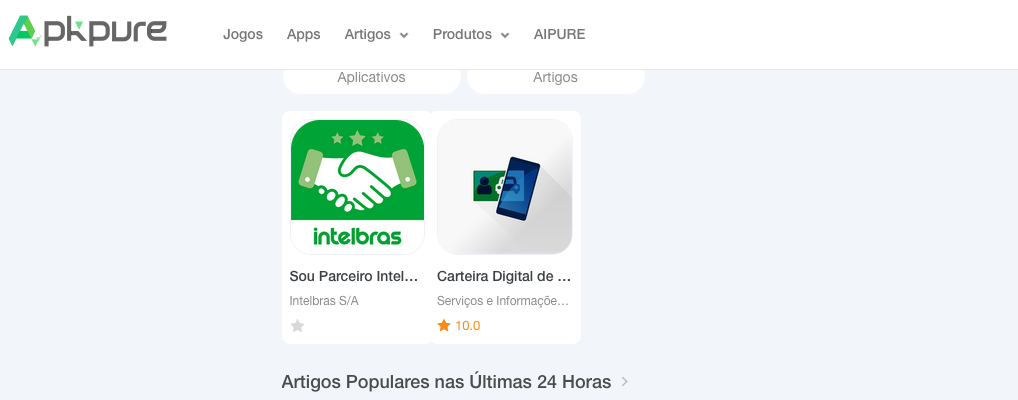 Apkpure
Jogos Apps Artigos Produtos AIPURE
Aplicativos Artigos
intelbras
Sou Parceiro Intel... Carteira Digital de ...
Intelbras S/A Serviços e Informaçõe...
10.0
Artigos Populares nas Últimas 24 Horas